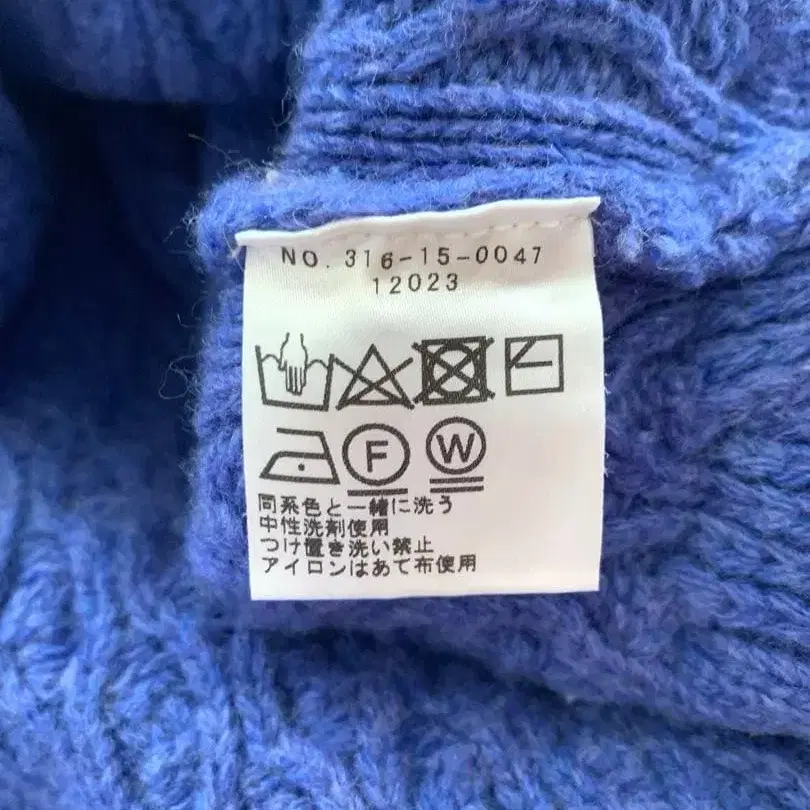 NO. 316-15-0047
12023
F W
同系色と一緒に洗う
中性洗剤使用
つけ置き洗い禁止
アイロンはあて布使用